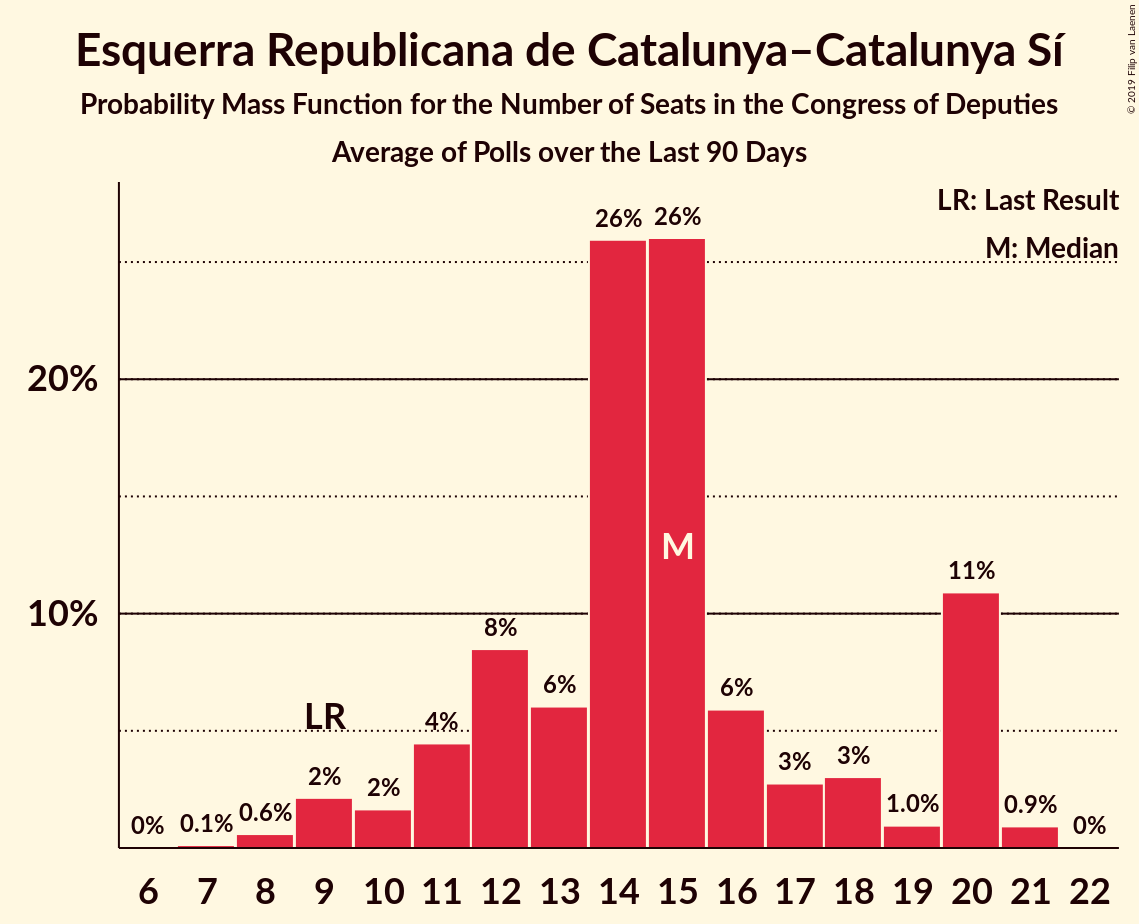 Esquerra Republicana de Catalunya–Catalunya Sí
Probability Mass Function for the Number of Seats in the Congress of Deputies
Average of Polls over the Last 90 Days
© 2019 Filip van Laenen
LR: Last Result
M: Median
20%
10%
0%
0.1%
0.6%
2%
LR
2%
4%
8%
6%
26%
26%
M
6%
3%
3%
1.0%
11%
0.9%
0%
6 7 8 9 10 11 12 13 14 15 16 17 18 19 20 21 22